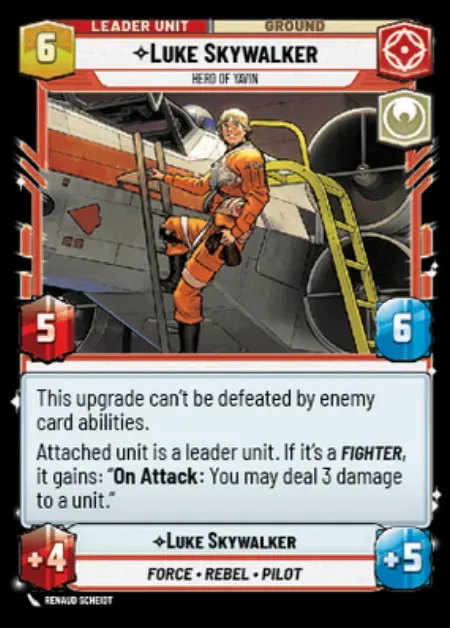 LEADER UNIT
GROUND
6
LUKE SKYWALKER
HERO OF YAVIN
5
6
This upgrade can't be defeated by enemy
card abilities.
Attached unit is a leader unit. If it's a FIGHTER,
it gains: "On Attack: You may deal 3 damage
to a unit."
+4
LUKE SKYWALKER
+5
FORCE • REBEL • PILOT
RENAUD SCHEIDT